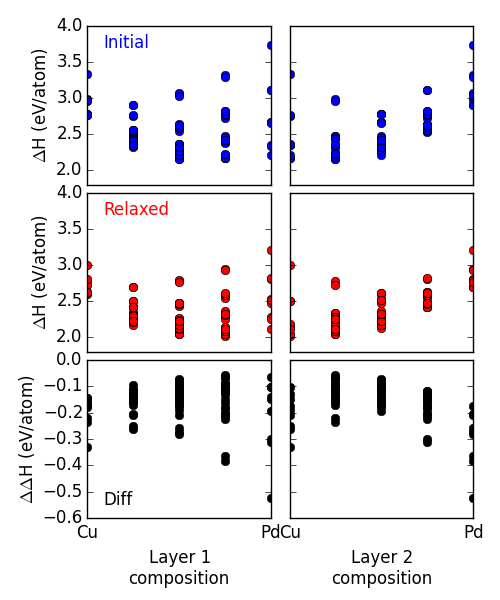 4.0
Initial
3.5
3.0
2.5
2.0
ΔH (eV/atom)
4.0
Relaxed
3.5
3.0
2.5
2.0
ΔH (eV/atom)
0.0
−0.1
−0.2
−0.3
−0.4
−0.5
−0.6
ΔΔH (eV/atom)
Diff
Cu Pd Cu Pd
Layer 1
composition
Layer 2
composition